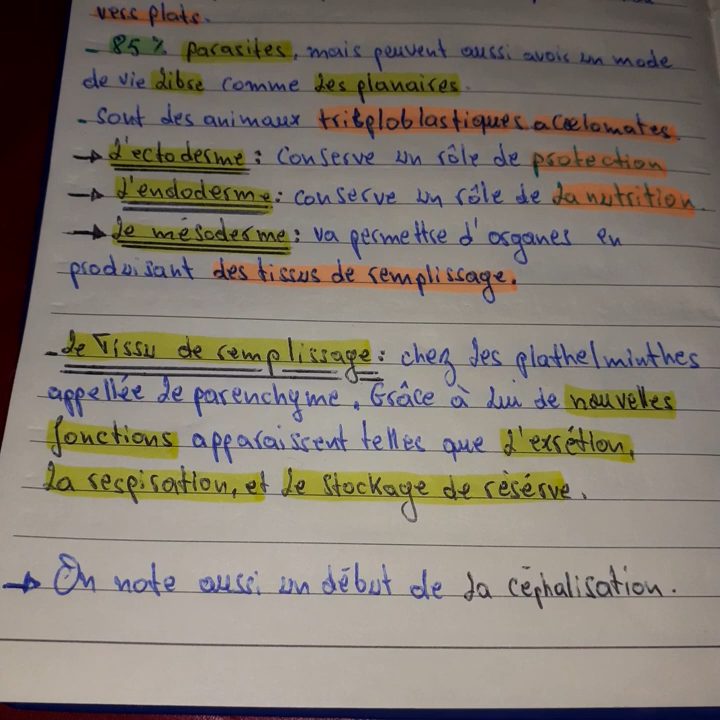 vers plats.
- 85 % parasites, mais peuvent aussi avoir un mode
de vie libre comme les planaires.
- Sont des animaux tribploblastiques acœlomates.
→ L'ectoderme : conserve un rôle de protection
→ L'endoderme : conserve un rôle de la nutrition.
→ Le mésoderme : va permettre d'organes en
produisant des tissus de remplissage.
- Le Tissu de remplissage : chez les plathelminthes
appellée le parenchyme. Grâce à lui de nouvelles
fonctions apparaissent telles que l'exrétion,
la respiration, et le stockage de résérve.
→ On note aussi un début de la céphalisation.